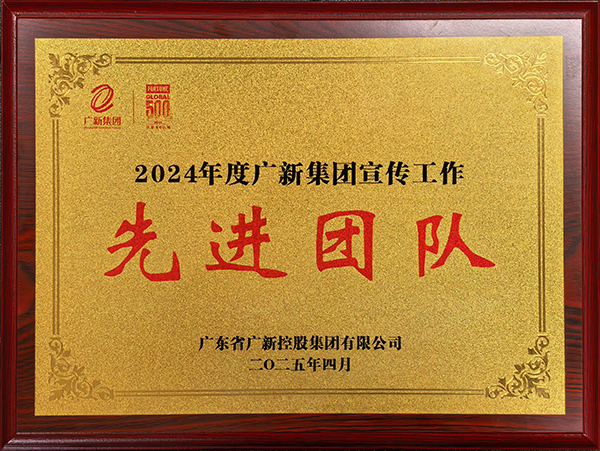 广新集团
FORTUNE
GLOBAL
500
2024年度广新集团宣传工作
先进团队
广东省广新控股集团有限公司
二〇二五年四月